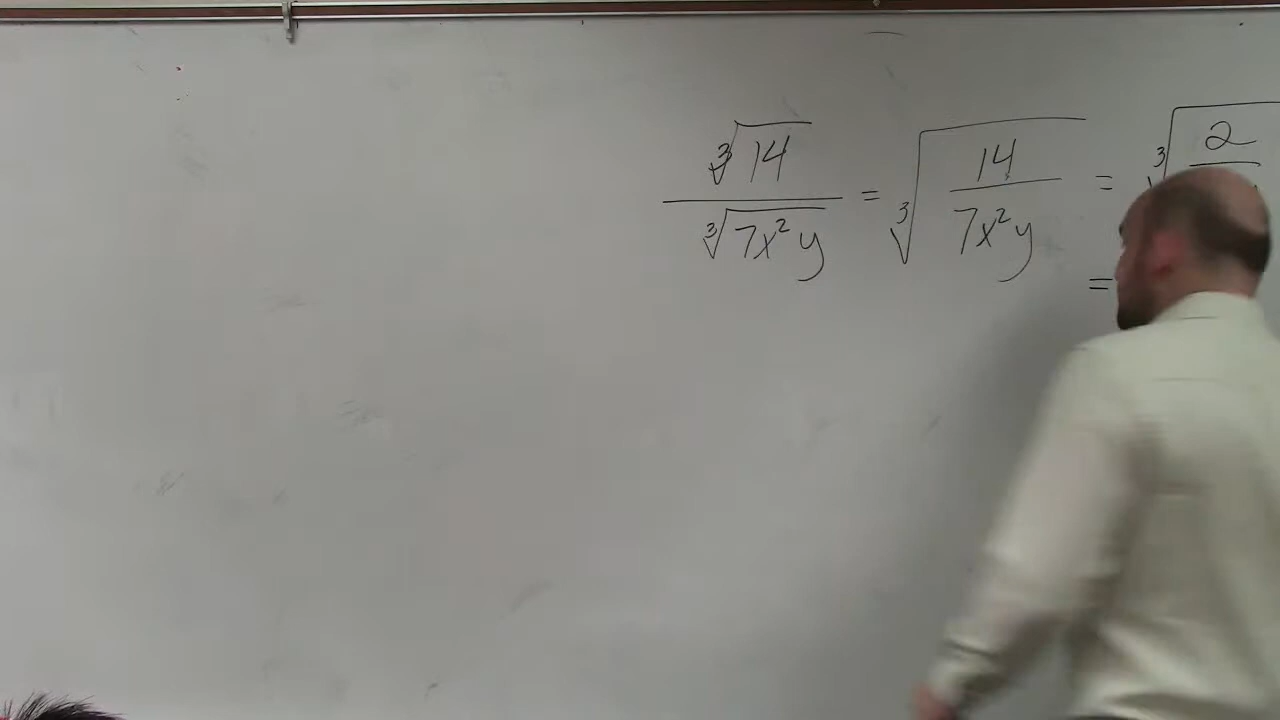 ∛14 / ∛(7x²y) = ∛(14 / 7x²y) = ∛(2 /
=